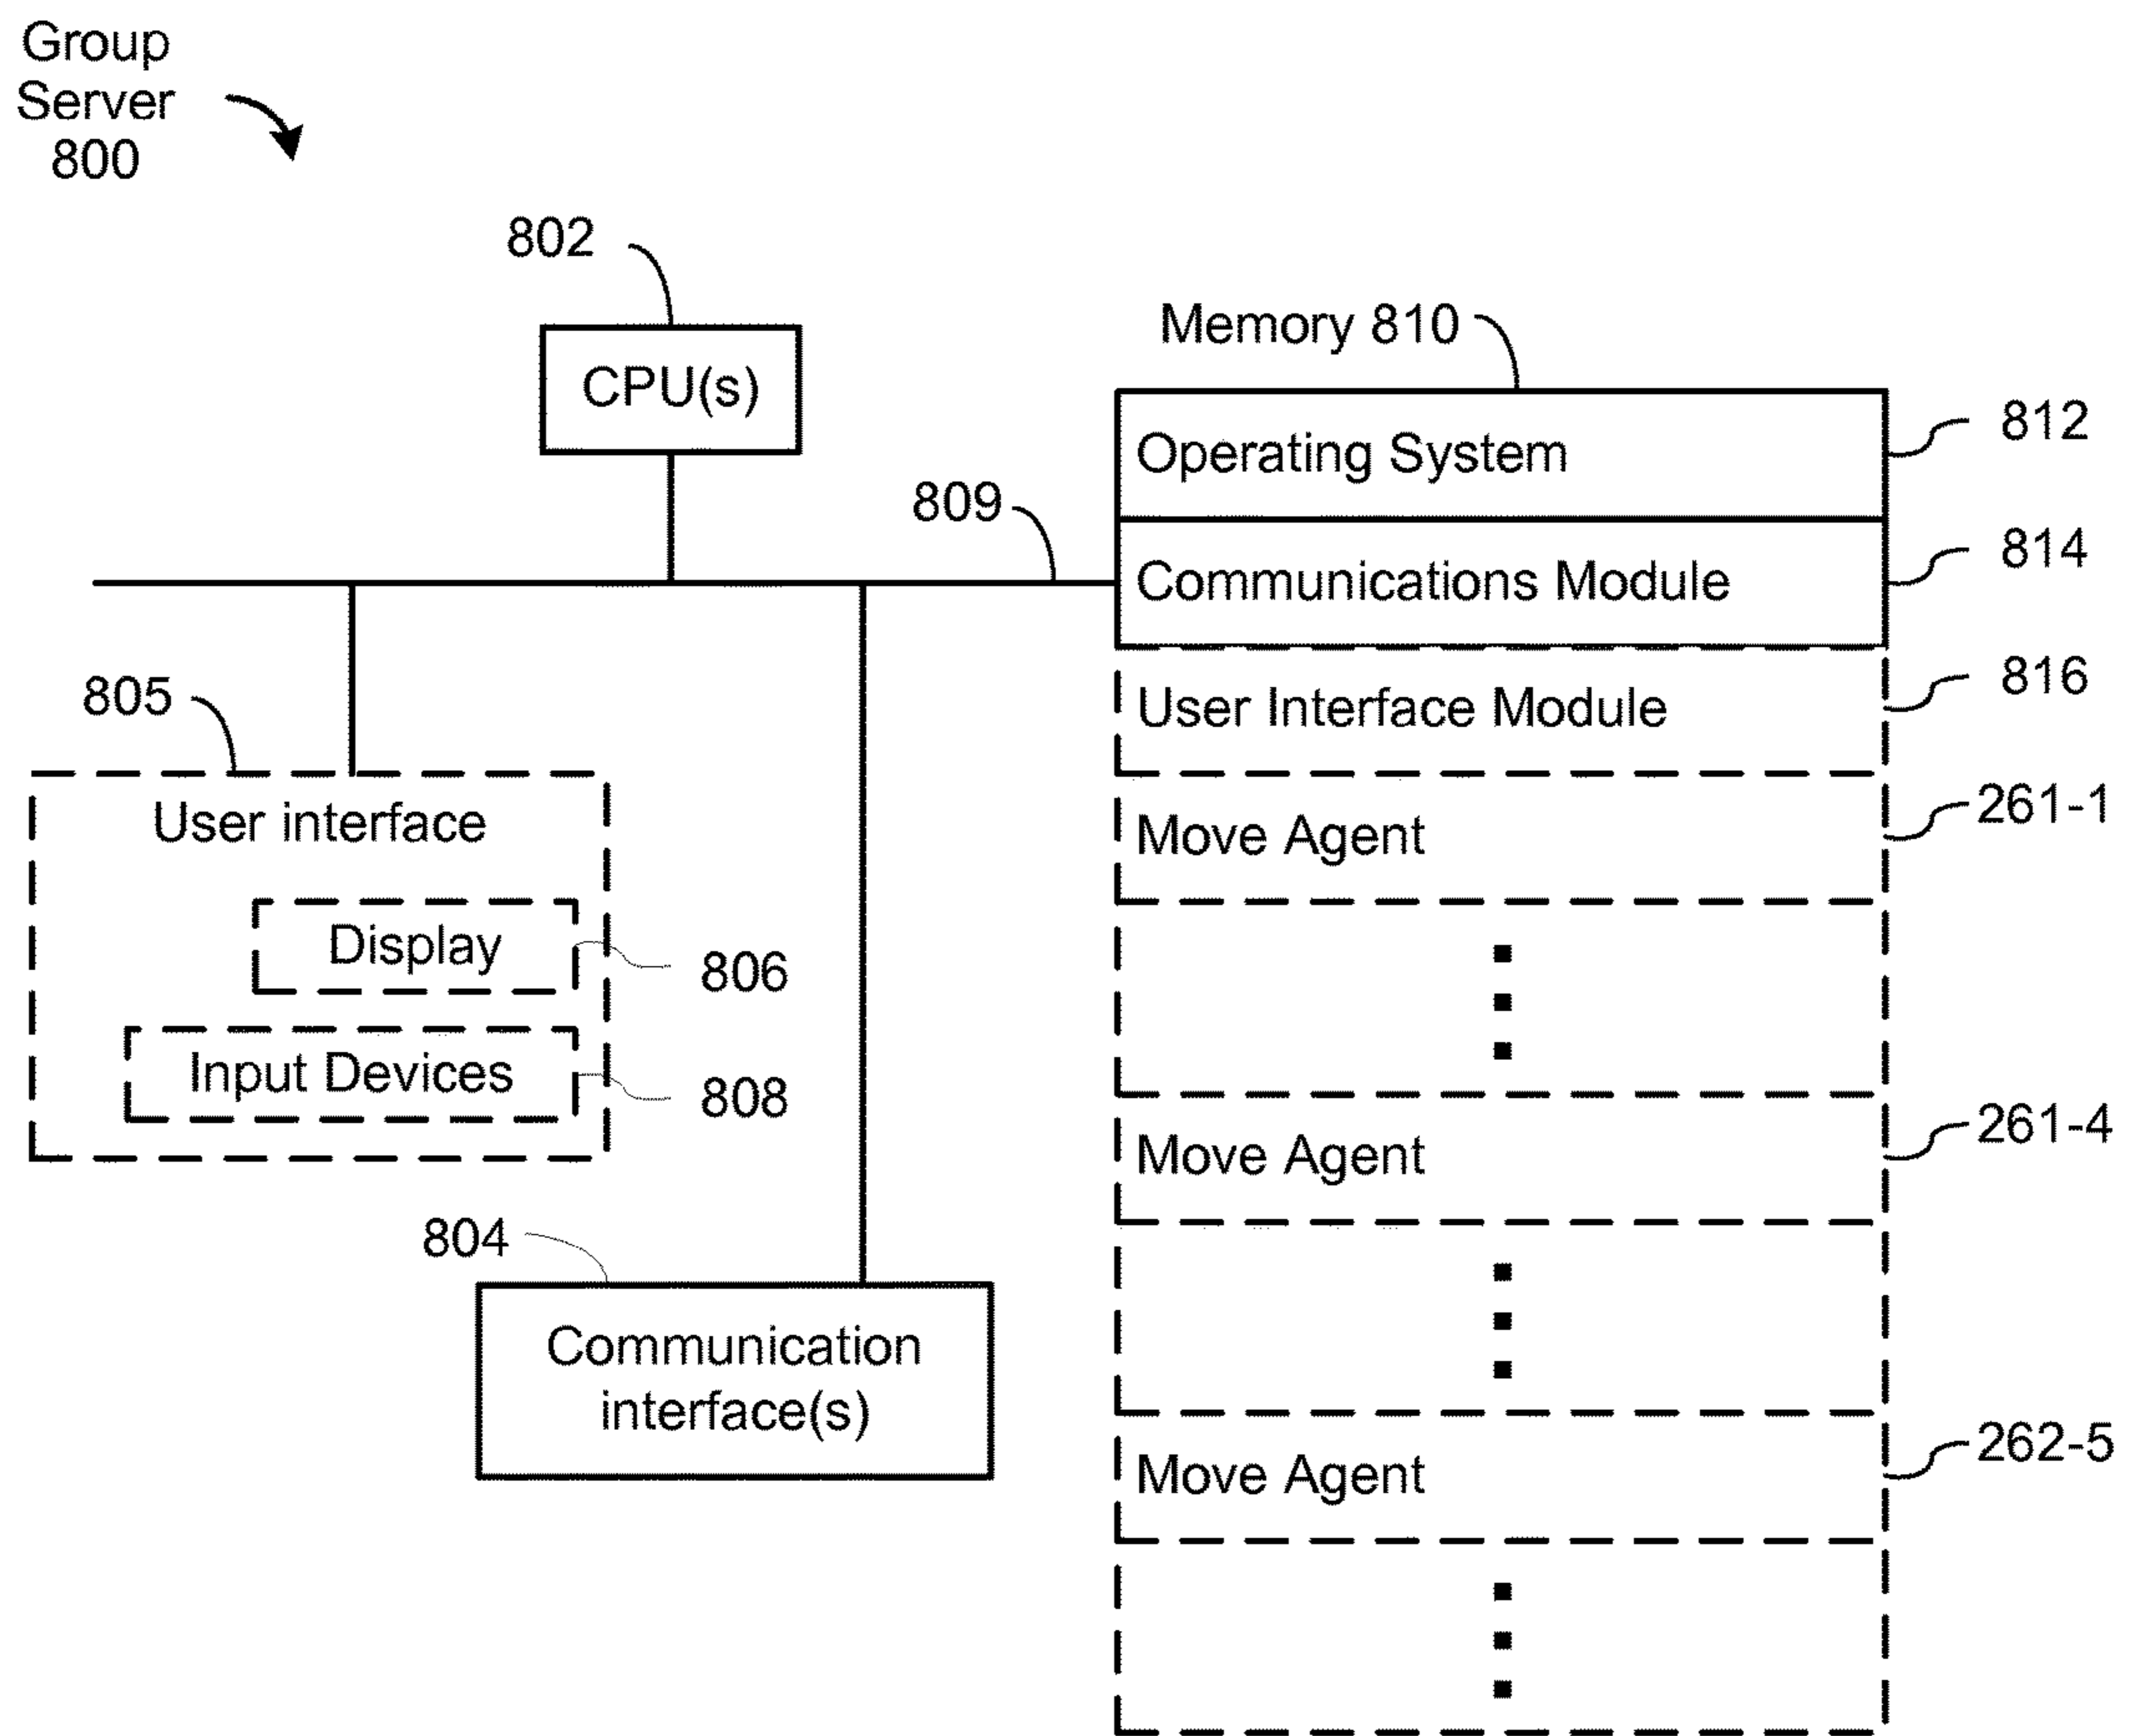 Group
Server
800
802
CPU(s)
Memory 810
Operating System
812
809
Communications Module
814
User Interface Module
816
805
User interface
Move Agent
261-1
Display
806
Input Devices
808
Move Agent
261-4
804
Communication
interface(s)
Move Agent
262-5